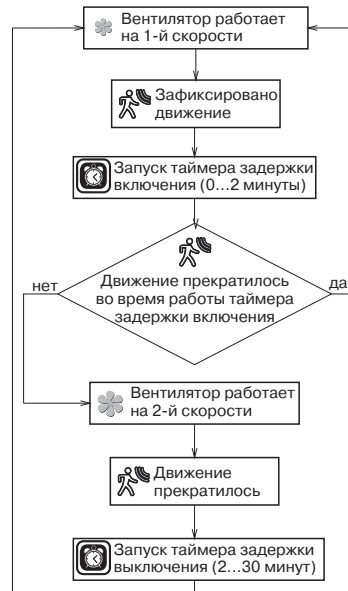 Вентилятор работает
на 1-й скорости
Зафиксировано
движение
Запуск таймера задержки
включения (0...2 минуты)
Движение прекратилось
во время работы таймера
задержки включения
нет
да
Вентилятор работает
на 2-й скорости
Движение
прекратилось
Запуск таймера задержки
выключения (2...30 минут)